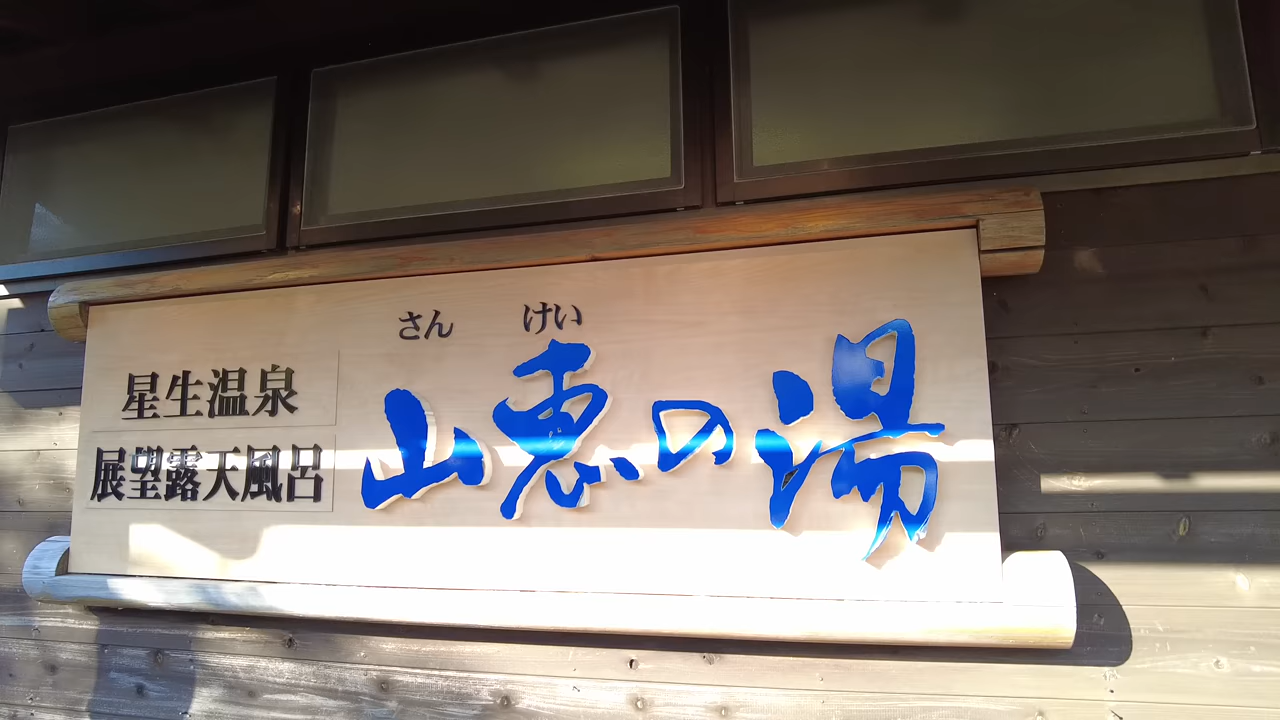 星生温泉
展望露天風呂
さん けい
山恵の湯